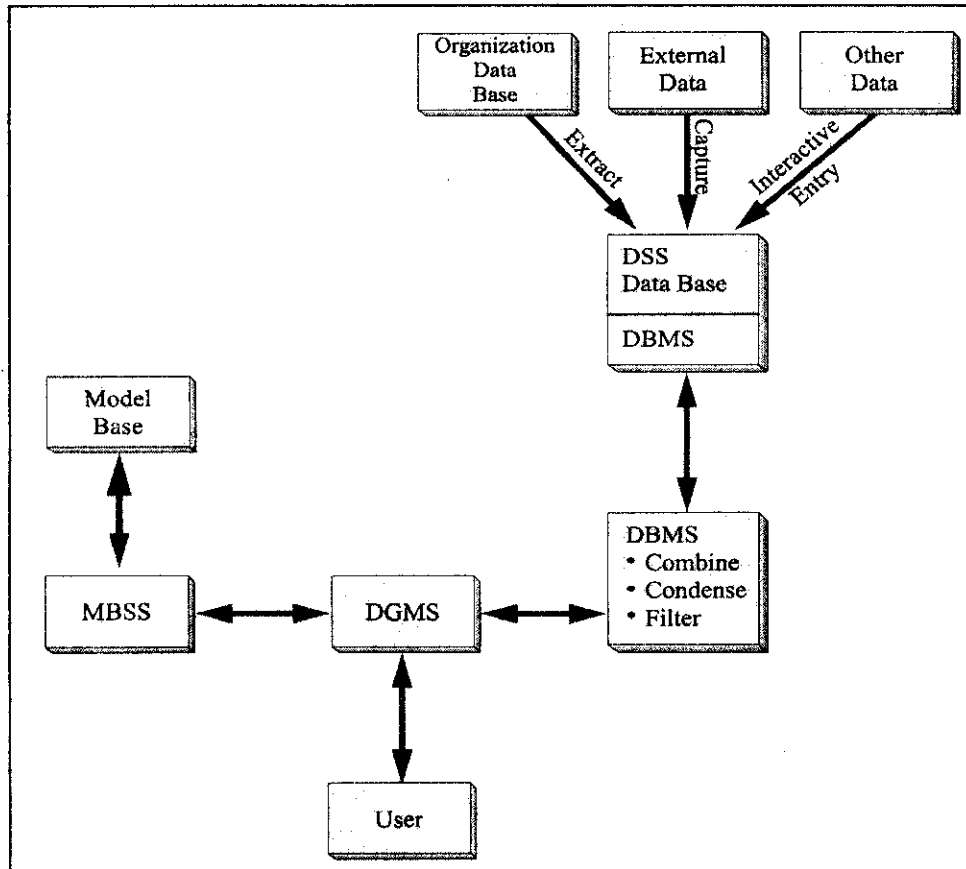 Organization
Data
Base
External
Data
Other
Data
Extract
Capture
Interactive
Entry
DSS
Data Base
DBMS
Model
Base
DBMS
• Combine
• Condense
• Filter
MBSS
DGMS
User